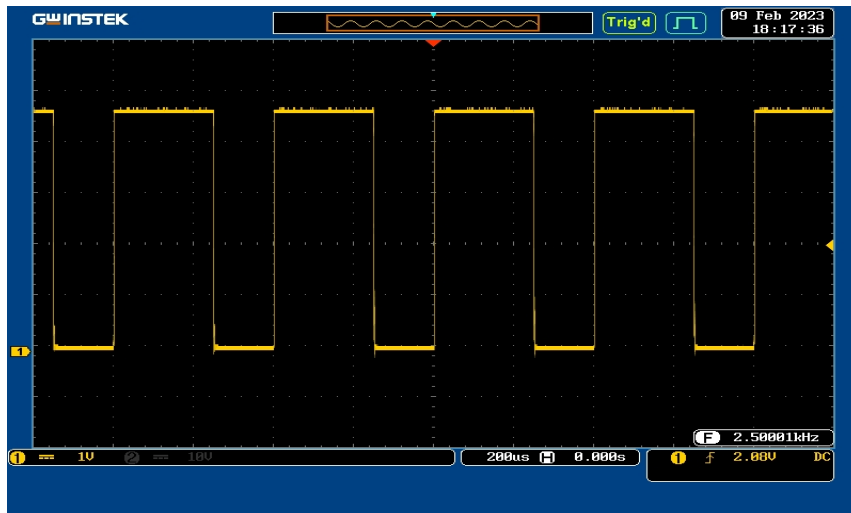 GWINSTEK
Trig'd
09 Feb 2023
18:17:36
1
F 2.50001kHz
1 1V 2 10V
200us H 0.000s
1 2.08V DC